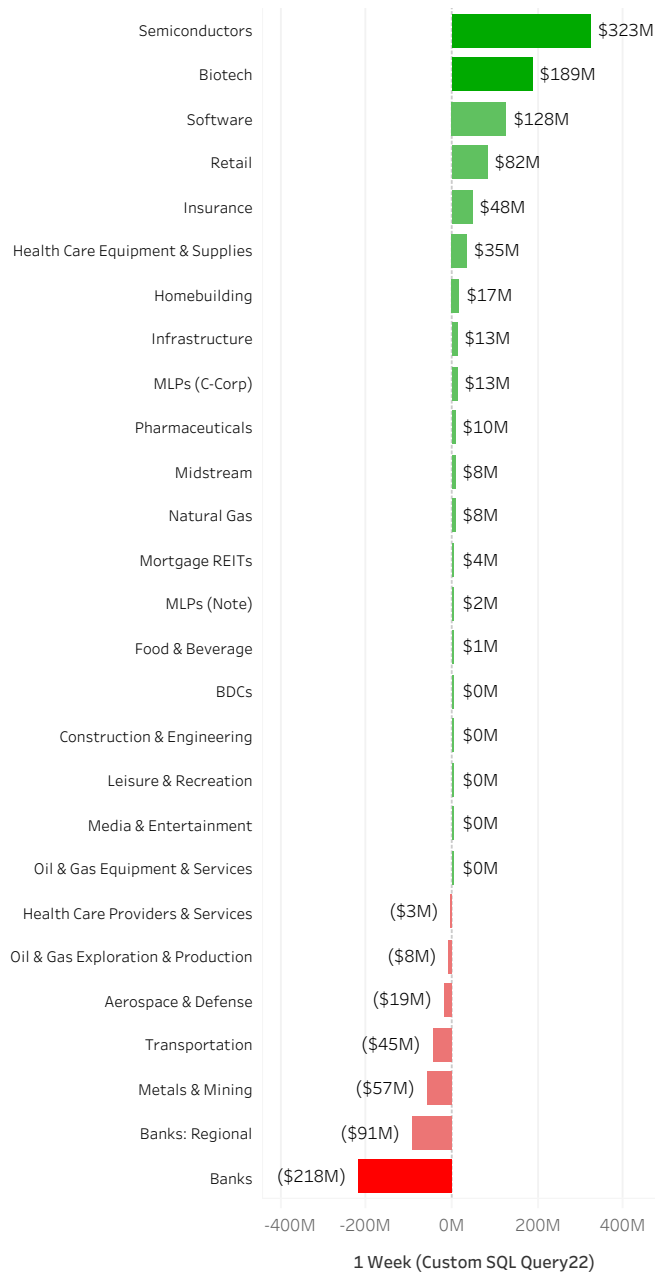 Semiconductors $323M
Biotech $189M
Software $128M
Retail $82M
Insurance $48M
Health Care Equipment & Supplies $35M
Homebuilding $17M
Infrastructure $13M
MLPs (C-Corp) $13M
Pharmaceuticals $10M
Midstream $8M
Natural Gas $8M
Mortgage REITs $4M
MLPs (Note) $2M
Food & Beverage $1M
BDCs $0M
Construction & Engineering $0M
Leisure & Recreation $0M
Media & Entertainment $0M
Oil & Gas Equipment & Services $0M
Health Care Providers & Services ($3M)
Oil & Gas Exploration & Production ($8M)
Aerospace & Defense ($19M)
Transportation ($45M)
Metals & Mining ($57M)
Banks: Regional ($91M)
Banks ($218M)
-400M -200M 0M 200M 400M
1 Week (Custom SQL Query22)